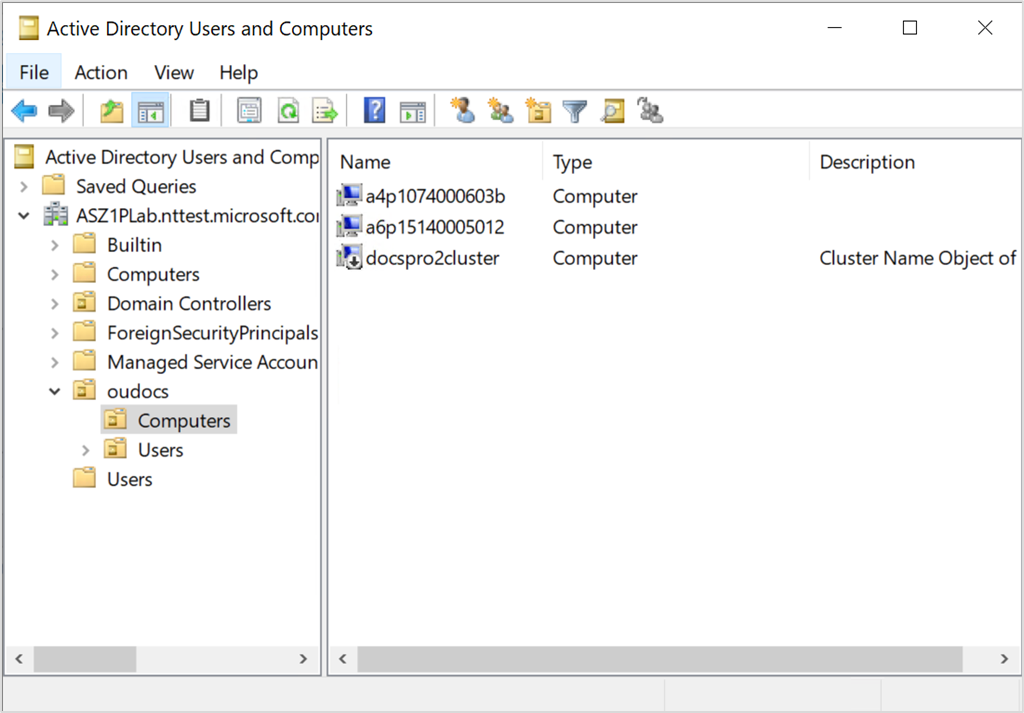 Active Directory Users and Computers
File Action View Help
Active Directory Users and Comp
Saved Queries
ASZ1PLab.nttest.microsoft.cor
Builtin
Computers
Domain Controllers
ForeignSecurityPrincipals
Managed Service Accoun
oudocs
Computers
Users
Users
Name Type Description
a4p1074000603b Computer
a6p15140005012 Computer
docspro2cluster Computer Cluster Name Object of